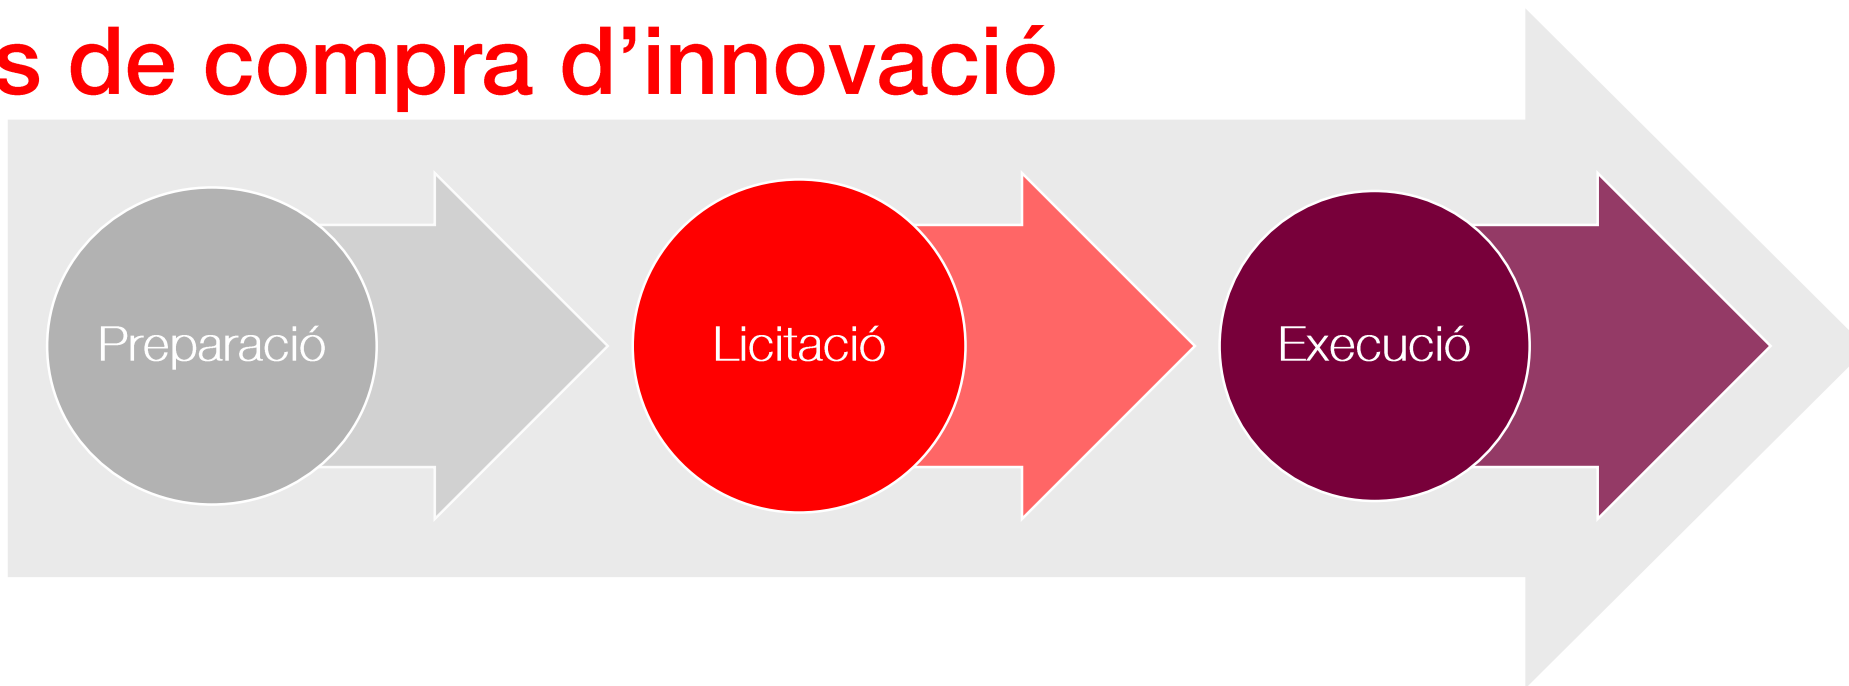 s de compra d’innovació
Preparació
Licitació
Execució